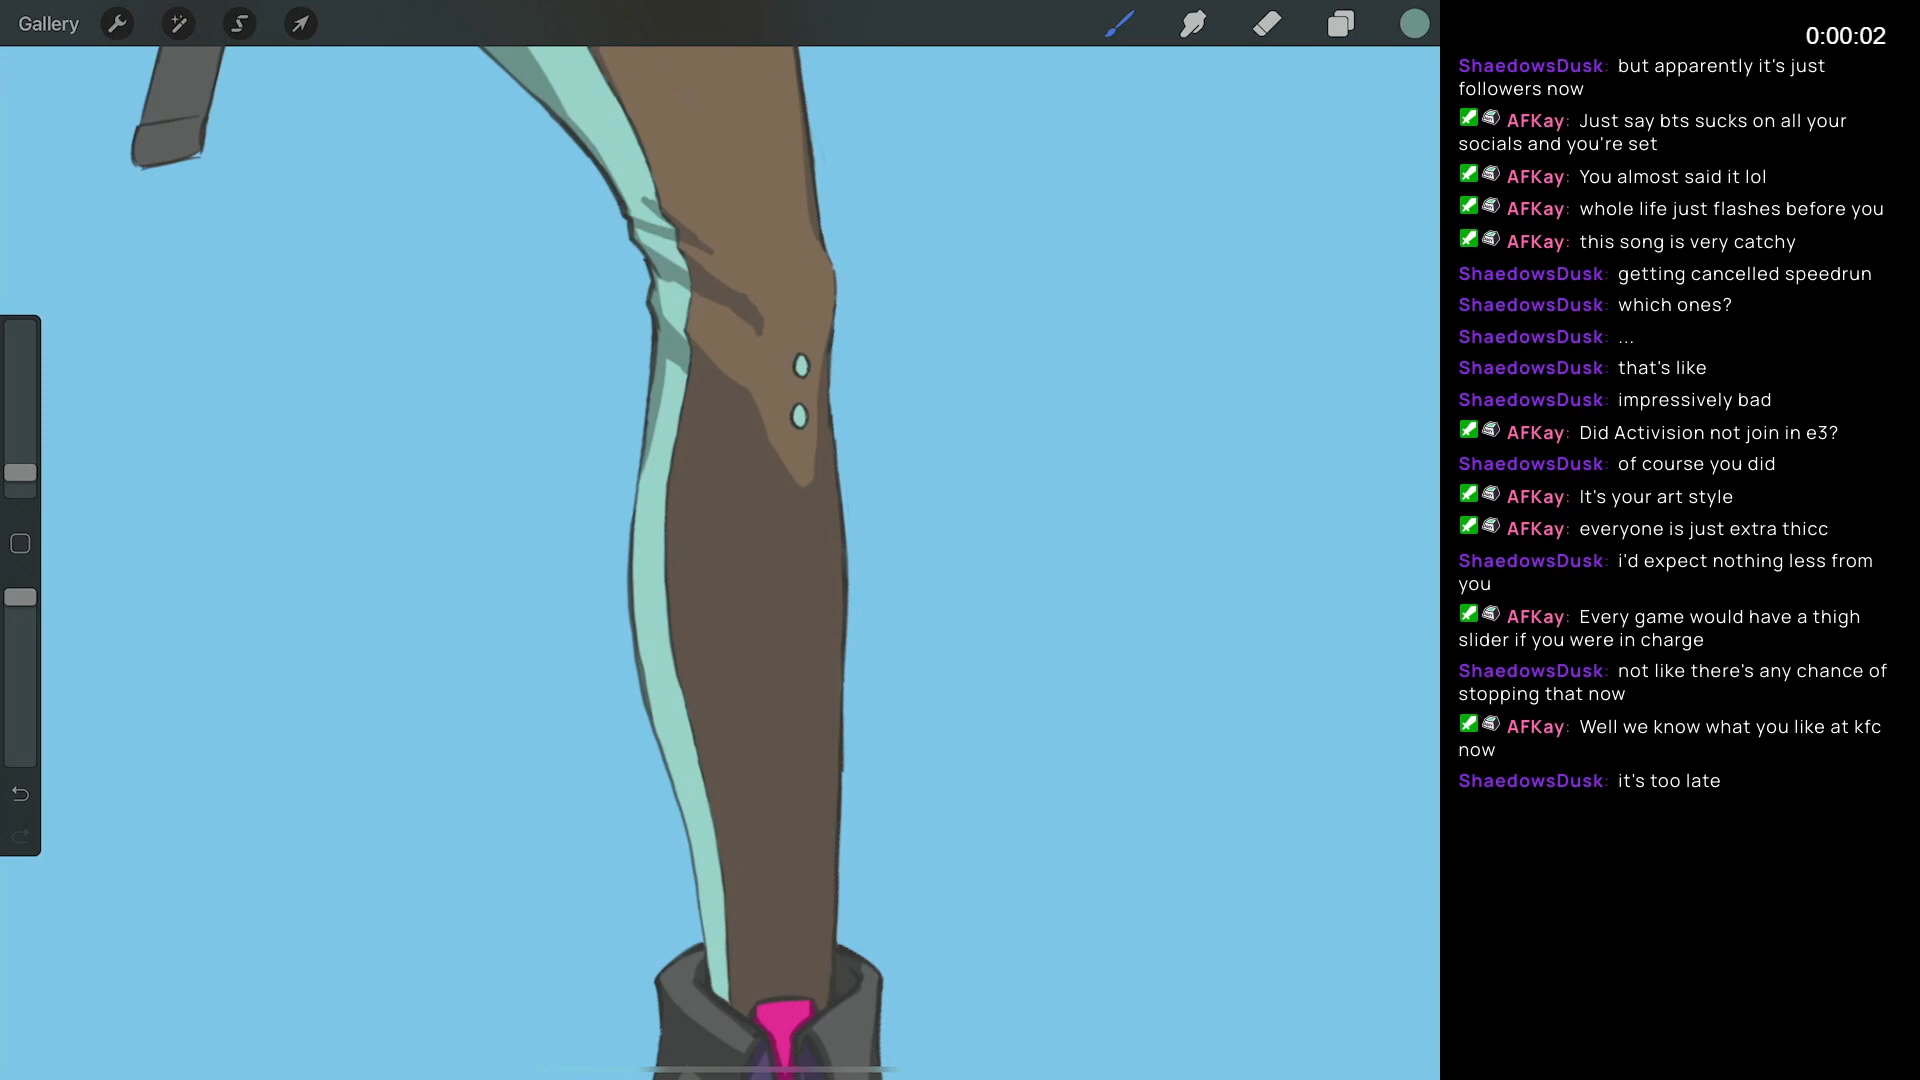 Gallery
0:00:02
ShaedowsDusk: but apparently it's just
followers now
AFKay: Just say bts sucks on all your
socials and you're set
AFKay: You almost said it lol
AFKay: whole life just flashes before you
AFKay: this song is very catchy
ShaedowsDusk: getting cancelled speedrun
ShaedowsDusk: which ones?
ShaedowsDusk: ...
ShaedowsDusk: that's like
ShaedowsDusk: impressively bad
AFKay: Did Activision not join in e3?
ShaedowsDusk: of course you did
AFKay: It's your art style
AFKay: everyone is just extra thicc
ShaedowsDusk: i'd expect nothing less from
you
AFKay: Every game would have a thigh
slider if you were in charge
ShaedowsDusk: not like there's any chance of
stopping that now
AFKay: Well we know what you like at kfc
now
ShaedowsDusk: it's too late